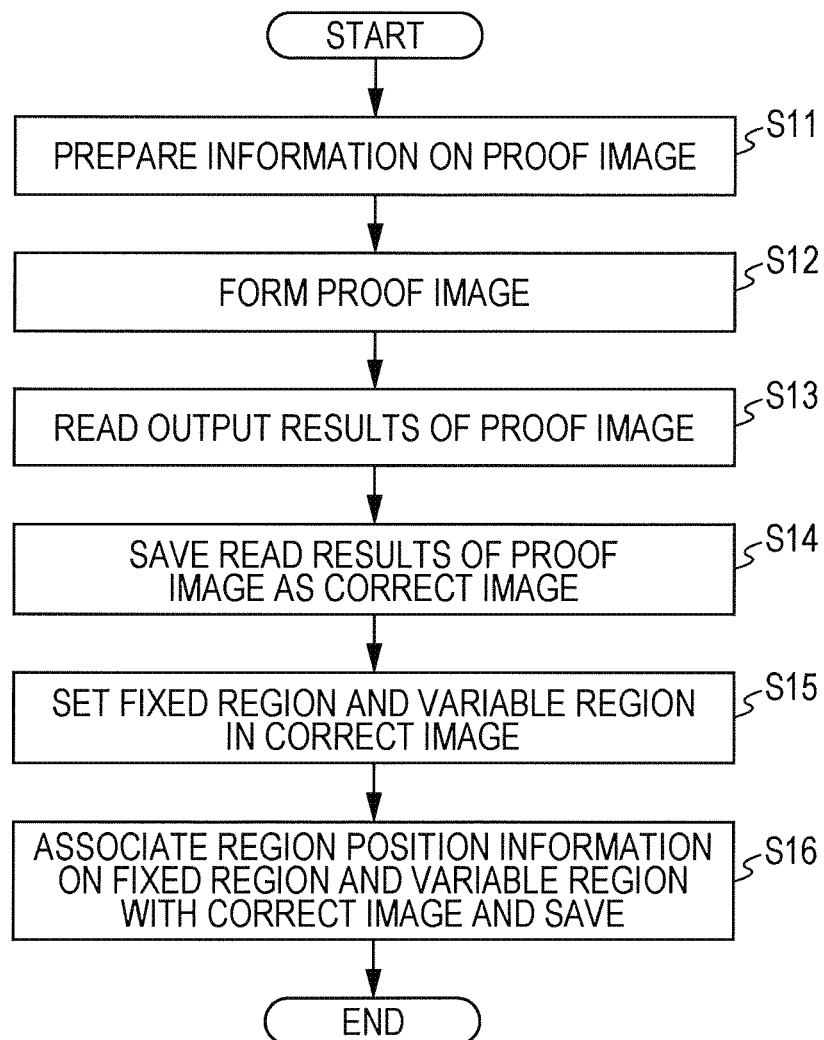 START
S11
PREPARE INFORMATION ON PROOF IMAGE
S12
FORM PROOF IMAGE
S13
READ OUTPUT RESULTS OF PROOF IMAGE
S14
SAVE READ RESULTS OF PROOF
IMAGE AS CORRECT IMAGE
S15
SET FIXED REGION AND VARIABLE REGION
IN CORRECT IMAGE
S16
ASSOCIATE REGION POSITION INFORMATION
ON FIXED REGION AND VARIABLE REGION
WITH CORRECT IMAGE AND SAVE
END